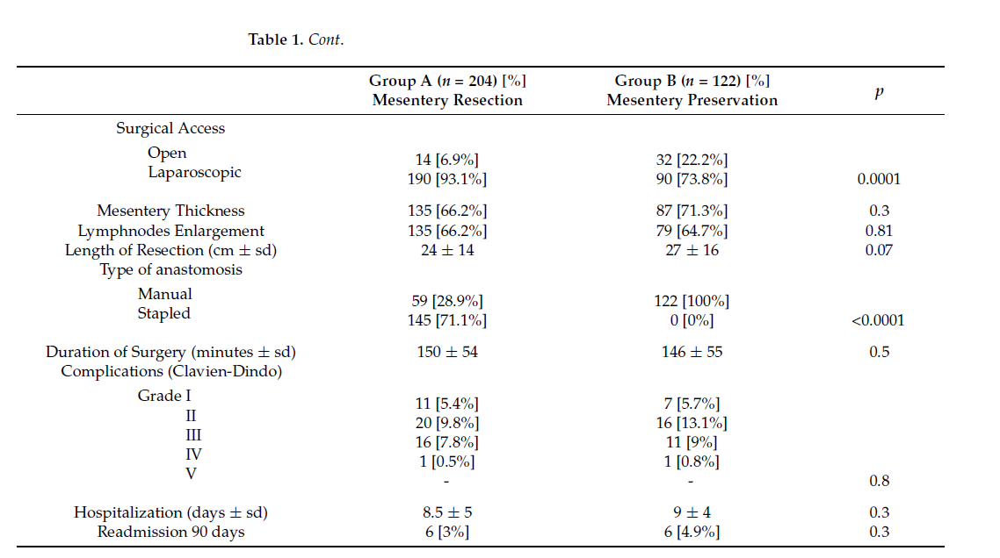 Table 1. Cont.
Group A (n = 204) [%] Group B (n = 122) [%] p
Mesentery Resection Mesentery Preservation
Surgical Access
Open 14 [6.9%] 32 [22.2%]
Laparoscopic 190 [93.1%] 90 [73.8%] 0.0001
Mesentery Thickness 135 [66.2%] 87 [71.3%] 0.3
Lymphnodes Enlargement 135 [66.2%] 79 [64.7%] 0.81
Length of Resection (cm ± sd) 24 ± 14 27 ± 16 0.07
Type of anastomosis
Manual 59 [28.9%] 122 [100%]
Stapled 145 [71.1%] 0 [0%] <0.0001
Duration of Surgery (minutes ± sd) 150 ± 54 146 ± 55 0.5
Complications (Clavien-Dindo)
Grade I 11 [5.4%] 7 [5.7%]
II 20 [9.8%] 16 [13.1%]
III 16 [7.8%] 11 [9%]
IV 1 [0.5%] 1 [0.8%]
V - - 0.8
Hospitalization (days ± sd) 8.5 ± 5 9 ± 4 0.3
Readmission 90 days 6 [3%] 6 [4.9%] 0.3